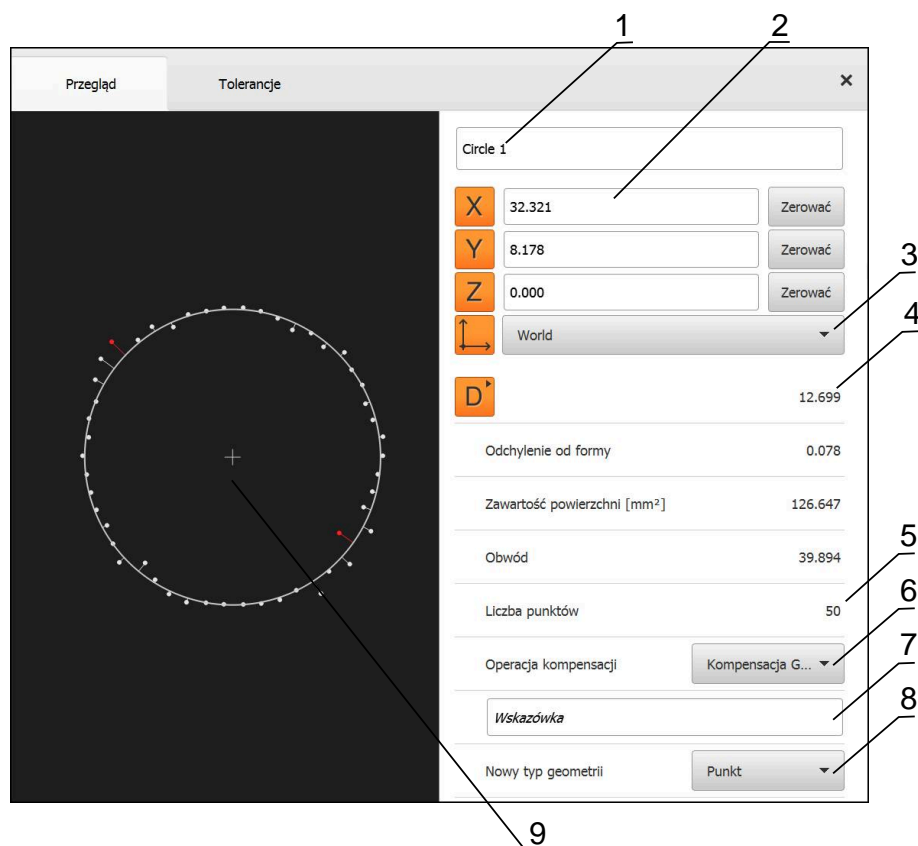 1
2
Przegląd Tolerancje ×
Circle 1
X 32.321 Zerować
Y 8.178 Zerować
Z 0.000 Zerować
World
3
4
D 12.699
Odchylenie od formy 0.078
Zawartość powierzchni [mm²] 126.647
Obwód 39.894
5
Liczba punktów 50
6
Operacja kompensacji Kompensacja G...
7
Wskazówka
8
Nowy typ geometrii Punkt
9